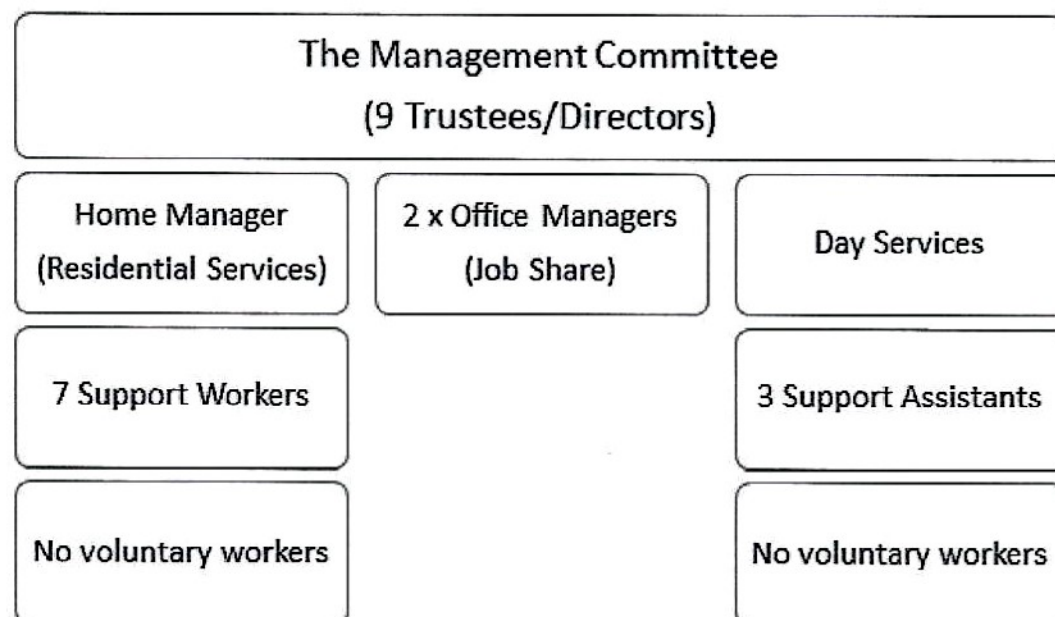 The Management Committee
(9 Trustees/Directors)
Home Manager
(Residential Services)
2 x Office Managers
(Job Share)
Day Services
7 Support Workers
3 Support Assistants
No voluntary workers
No voluntary workers